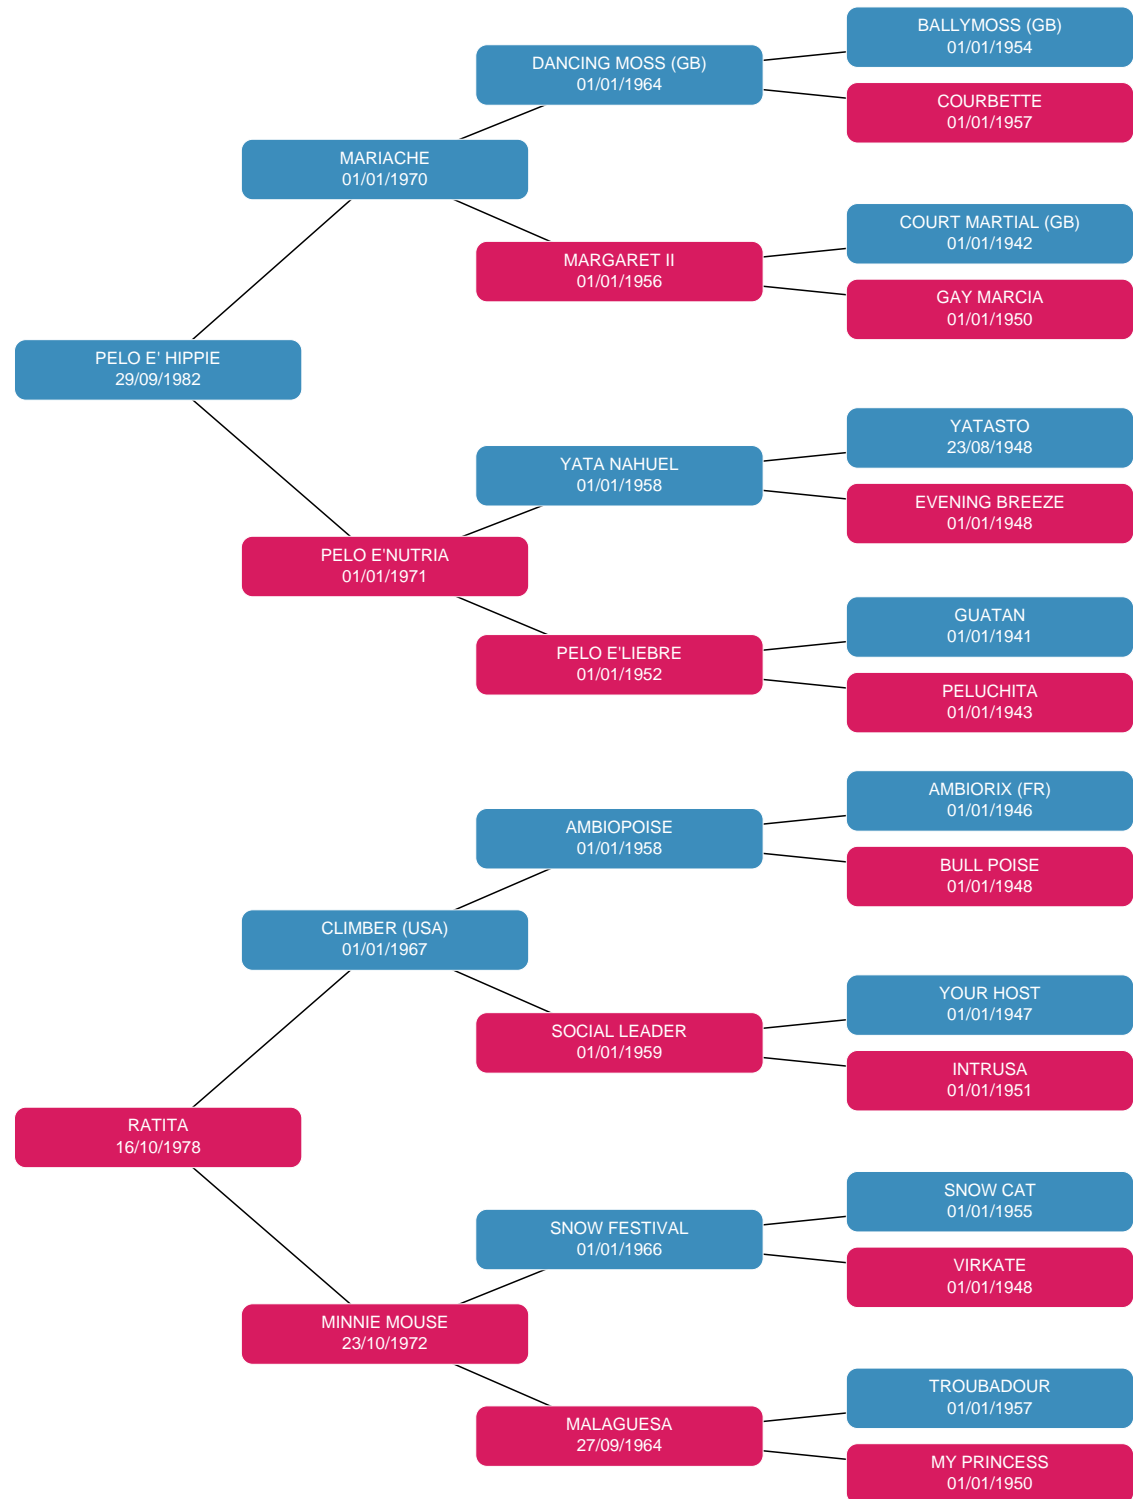 BALLYMOSS (GB)
01/01/1954
DANCING MOSS (GB)
01/01/1964
COURBETTE
01/01/1957
MARIACHE
01/01/1970
COURT MARTIAL (GB)
01/01/1942
MARGARET II
01/01/1956
GAY MARCIA
01/01/1950
PELO E' HIPPIE
29/09/1982
YATASTO
23/08/1948
YATA NAHUEL
01/01/1958
EVENING BREEZE
01/01/1948
PELO E'NUTRIA
01/01/1971
GUATAN
01/01/1941
PELO E'LIEBRE
01/01/1952
PELUCHITA
01/01/1943
AMBIORIX (FR)
01/01/1946
AMBIOPOISE
01/01/1958
BULL POISE
01/01/1948
CLIMBER (USA)
01/01/1967
YOUR HOST
01/01/1947
SOCIAL LEADER
01/01/1959
INTRUSA
01/01/1951
RATITA
16/10/1978
SNOW CAT
01/01/1955
SNOW FESTIVAL
01/01/1966
VIRKATE
01/01/1948
MINNIE MOUSE
23/10/1972
TROUBADOUR
01/01/1957
MALAGUESA
27/09/1964
MY PRINCESS
01/01/1950